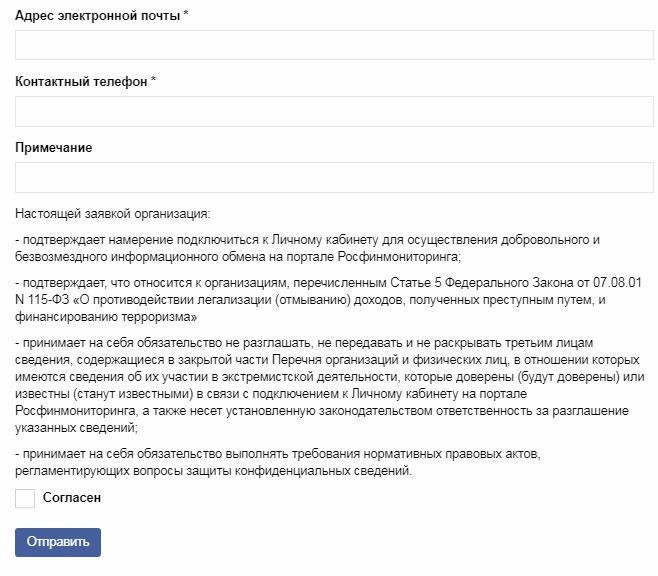 Адрес электронной почты *
Контактный телефон *
Примечание
Настоящей заявкой организация:
- подтверждает намерение подключиться к Личному кабинету для осуществления добровольного и
безвозмездного информационного обмена на портале Росфинмониторинга;
- подтверждает, что относится к организациям, перечисленным Статье 5 Федерального Закона от 07.08.01
N 115-ФЗ «О противодействии легализации (отмыванию) доходов, полученных преступным путем, и
финансированию терроризма»
- принимает на себя обязательство не разглашать, не передавать и не раскрывать третьим лицам
сведения, содержащиеся в закрытой части Перечня организаций и физических лиц, в отношении которых
имеются сведения об их участии в экстремистской деятельности, которые доверены (будут доверены) или
известны (станут известными) в связи с подключением к Личному кабинету на портале
Росфинмониторинга, а также несет установленную законодательством ответственность за разглашение
указанных сведений;
- принимает на себя обязательство выполнять требования нормативных правовых актов,
регламентирующих вопросы защиты конфиденциальных сведений.
Согласен
Отправить